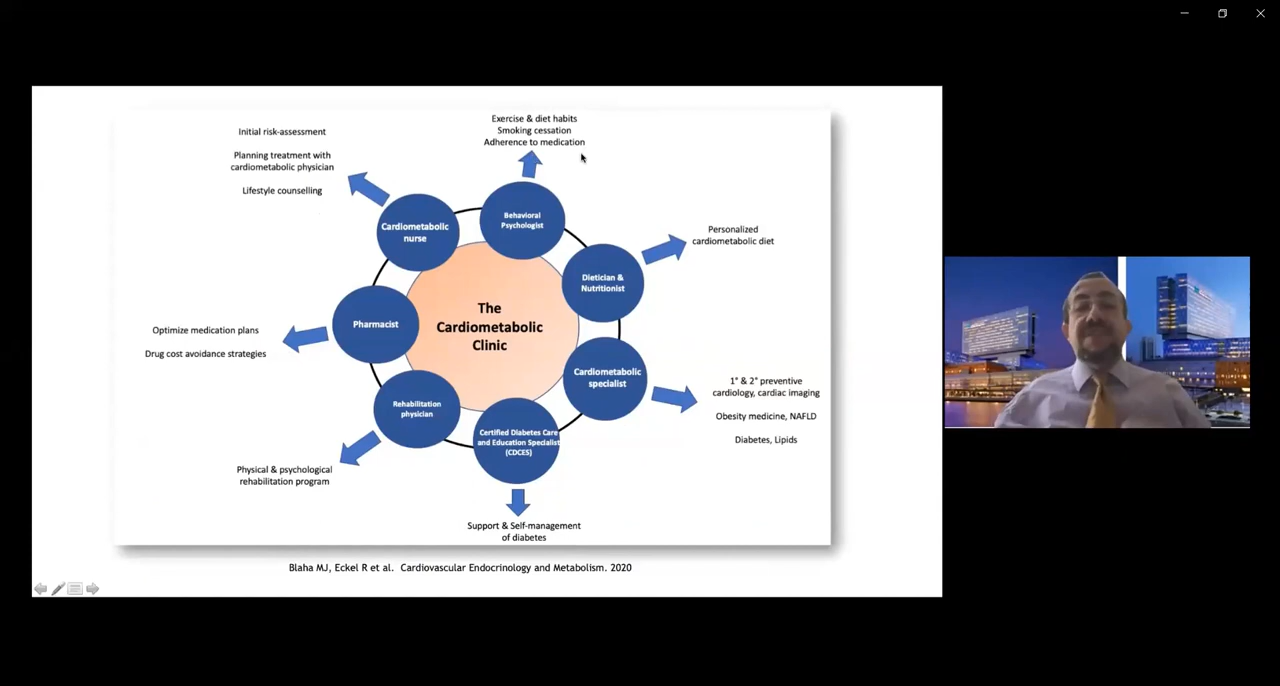 Exercise & diet habits
Smoking cessation
Adherence to medication
Initial risk-assessment
Planning treatment with
cardiometabolic physician
Lifestyle counselling
Cardiometabolic
nurse
Behavioral
Psychologist
Personalized
cardiometabolic diet
Dietician &
Nutritionist
The
Cardiometabolic
Clinic
Pharmacist
Optimize medication plans
Drug cost avoidance strategies
Cardiometabolic
specialist
1° & 2° preventive
cardiology, cardiac imaging
Obesity medicine, NAFLD
Diabetes, Lipids
Rehabilitation
physician
Certified Diabetes Care
and Education Specialist
(CDCES)
Physical & psychological
rehabilitation program
Support & Self-management
of diabetes
Blaha MJ, Eckel R et al. Cardiovascular Endocrinology and Metabolism. 2020